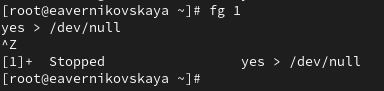 [root@eavernikovskaya ~]# fg 1
yes > /dev/null
^Z
[1]+  Stopped                 yes > /dev/null
[root@eavernikovskaya ~]#